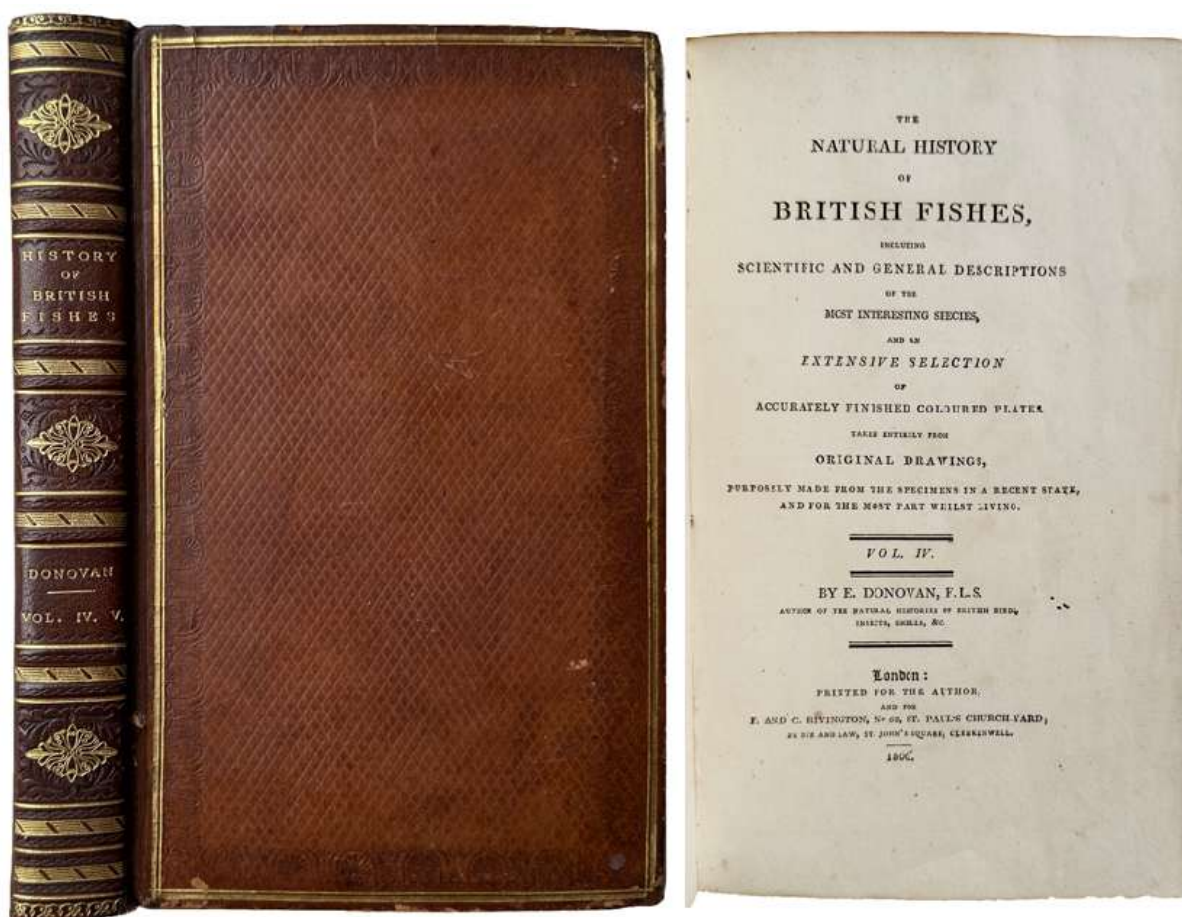 HISTORY
OF
BRITISH
FISHES
DONOVAN
VOL. IV. V.
THE
NATURAL HISTORY
OF
BRITISH FISHES,
INCLUDING
SCIENTIFIC AND GENERAL DESCRIPTIONS
OF THE
MOST INTERESTING SPECIES,
AND AN
EXTENSIVE SELECTION
OF
ACCURATELY FINISHED COLOURED PLATES
TAKEN ENTIRELY FROM
ORIGINAL DRAWINGS,
PURPOSELY MADE FROM THE SPECIMENS IN A RECENT STATE,
AND FOR THE MOST PART WHILST LIVING.
VOL. IV.
BY E. DONOVAN, F.L.S.
AUTHOR OF THE NATURAL HISTORIES OF BRITISH BIRDS,
INSECTS, SHELLS, &C.
London:
PRINTED FOR THE AUTHOR,
AND FOR
F. AND C. RIVINGTON, No 62, ST. PAUL'S CHURCH-YARD;
LAW, ST. JOHN'S SQUARE, CLERKENWELL.